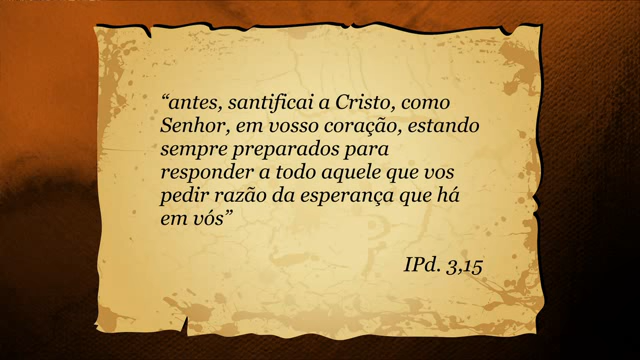 “antes, santificai a Cristo, como
Senhor, em vosso coração, estando
sempre preparados para
responder a todo aquele que vos
pedir razão da esperança que há
em vós”
IPd. 3,15